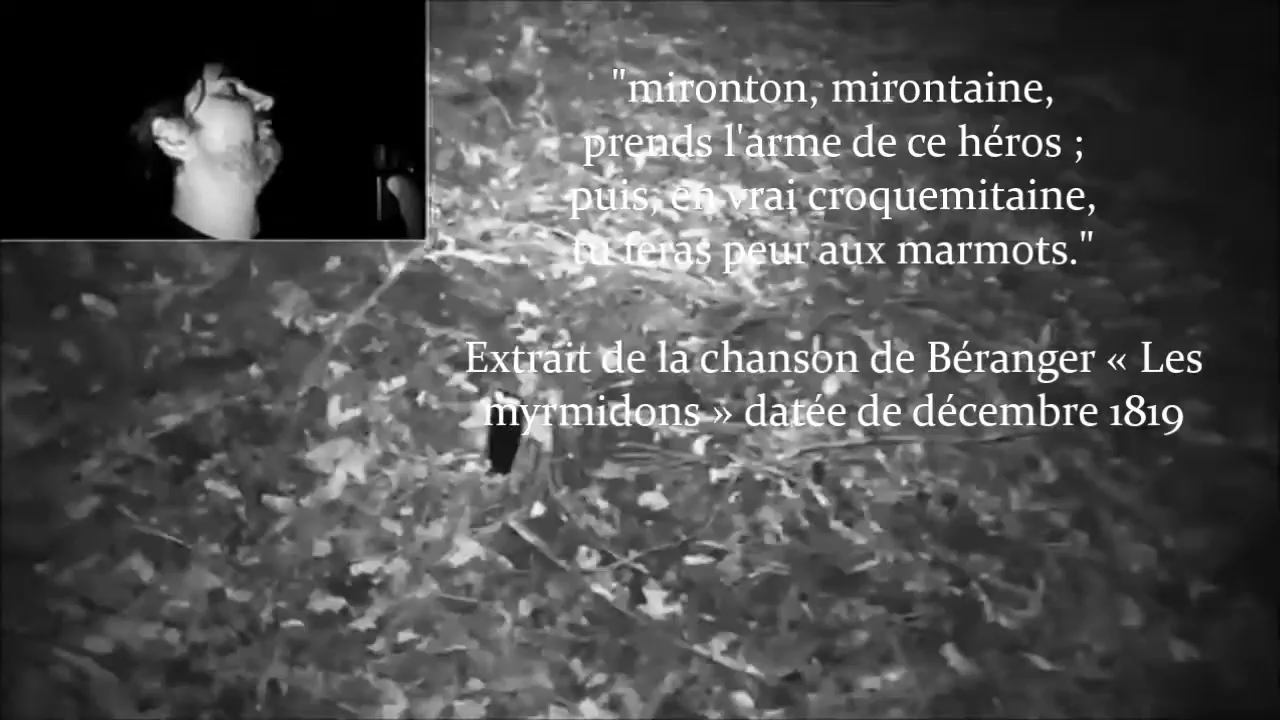 "mironton, mirontaine,
prends l'arme de ce héros ;
puis, en vrai croquemitaine,
tu feras peur aux marmots."
Extrait de la chanson de Béranger « Les
myrmidons » datée de décembre 1819